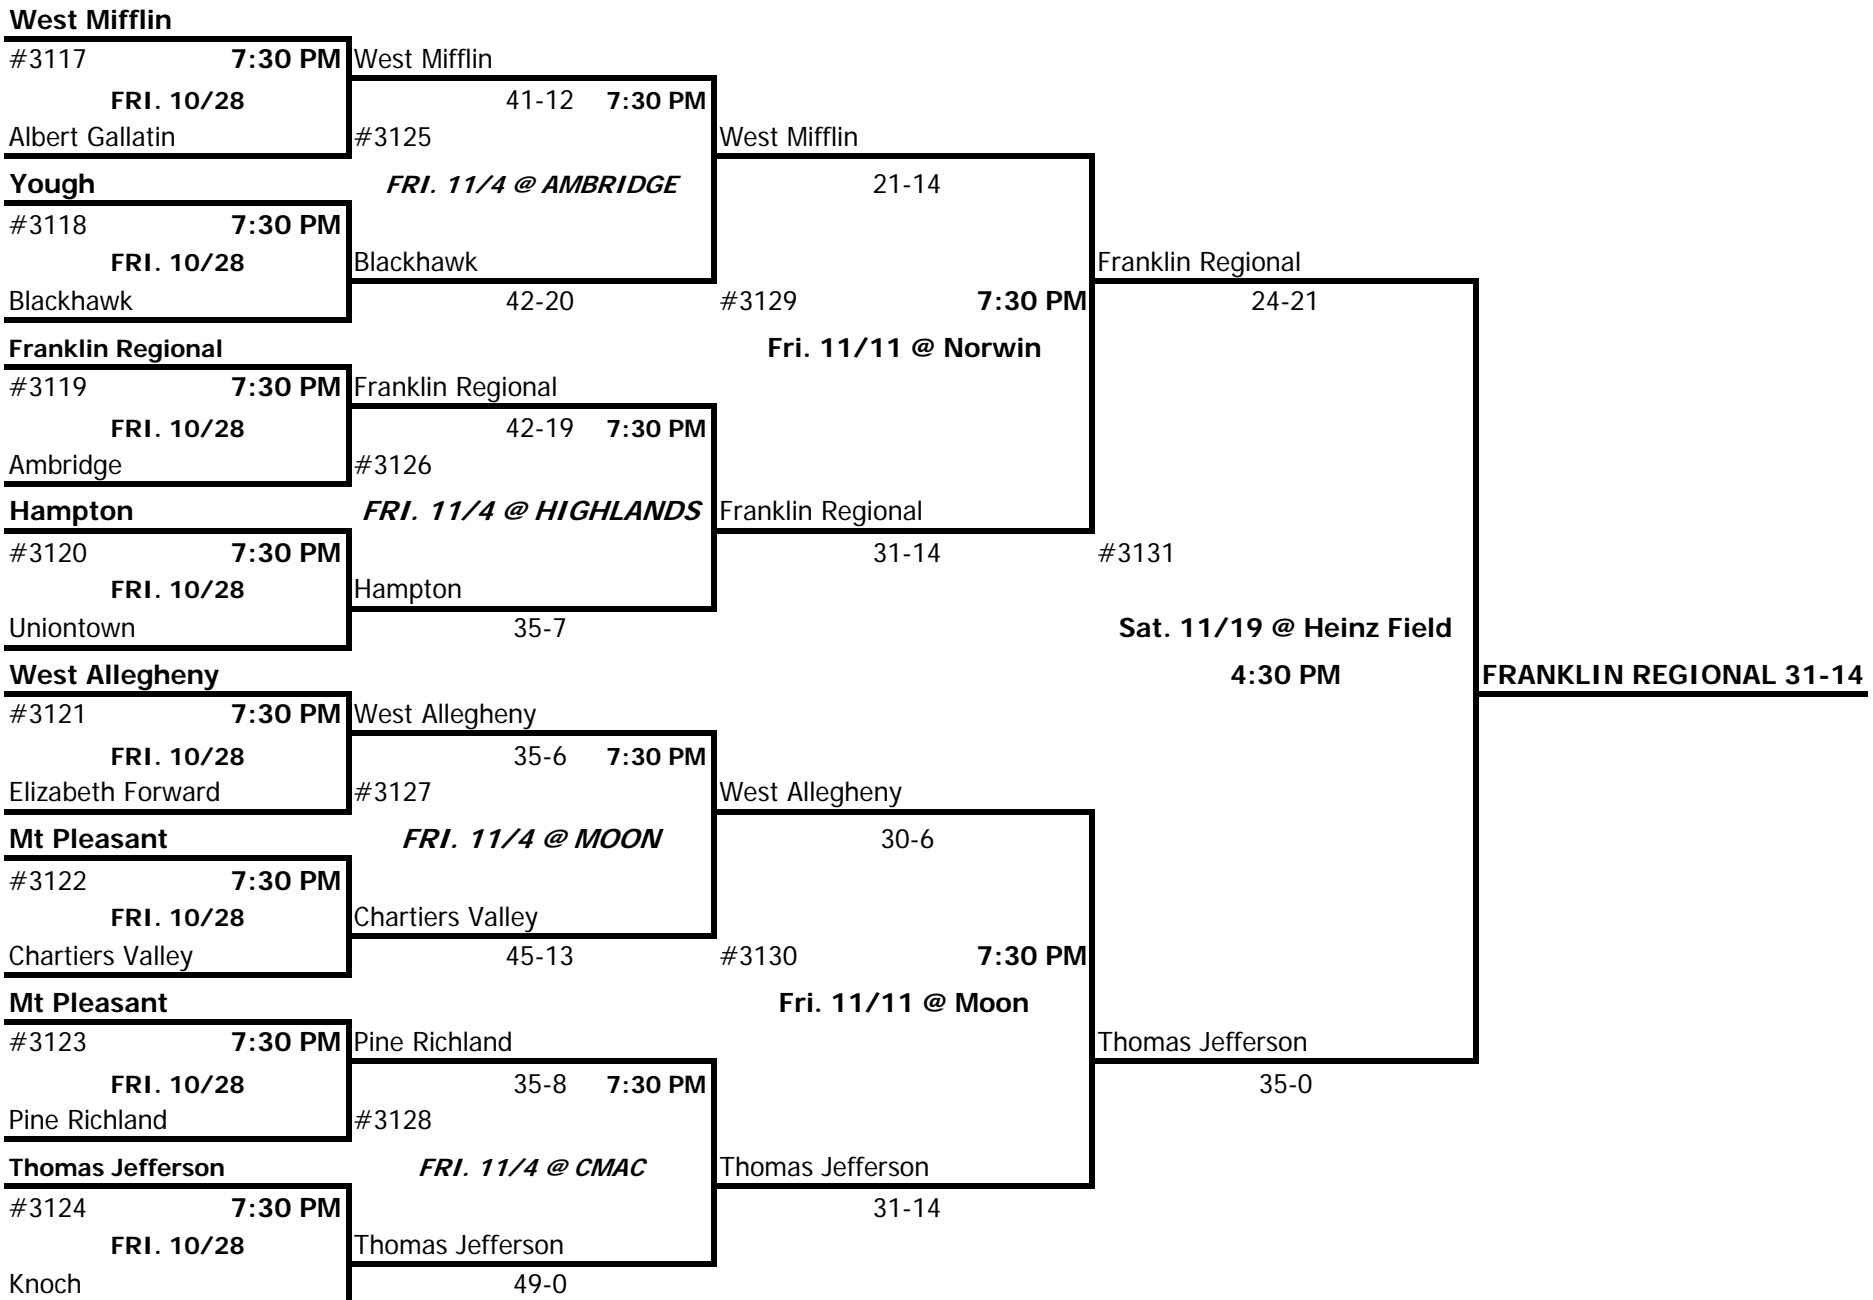 West Mifflin
#3117 7:30 PM West Mifflin
FRI. 10/28 41-12 7:30 PM
Albert Gallatin #3125 West Mifflin
Yough FRI. 11/4 @ AMBRIDGE 21-14
#3118 7:30 PM
FRI. 10/28 Blackhawk Franklin Regional
Blackhawk 42-20 #3129 7:30 PM 24-21
Franklin Regional Fri. 11/11 @ Norwin
#3119 7:30 PM Franklin Regional
FRI. 10/28 42-19 7:30 PM
Ambridge #3126
Hampton FRI. 11/4 @ HIGHLANDS Franklin Regional
#3120 7:30 PM 31-14 #3131
FRI. 10/28 Hampton
Uniontown 35-7 Sat. 11/19 @ Heinz Field
West Allegheny 4:30 PM FRANKLIN REGIONAL 31-14
#3121 7:30 PM West Allegheny
FRI. 10/28 35-6 7:30 PM
Elizabeth Forward #3127 West Allegheny
Mt Pleasant FRI. 11/4 @ MOON 30-6
#3122 7:30 PM
FRI. 10/28 Chartiers Valley
Chartiers Valley 45-13 #3130 7:30 PM
Mt Pleasant Fri. 11/11 @ Moon
#3123 7:30 PM Pine Richland Thomas Jefferson
FRI. 10/28 35-8 7:30 PM 35-0
Pine Richland #3128
Thomas Jefferson FRI. 11/4 @ CMAC Thomas Jefferson
#3124 7:30 PM 31-14
FRI. 10/28 Thomas Jefferson
Knoch 49-0